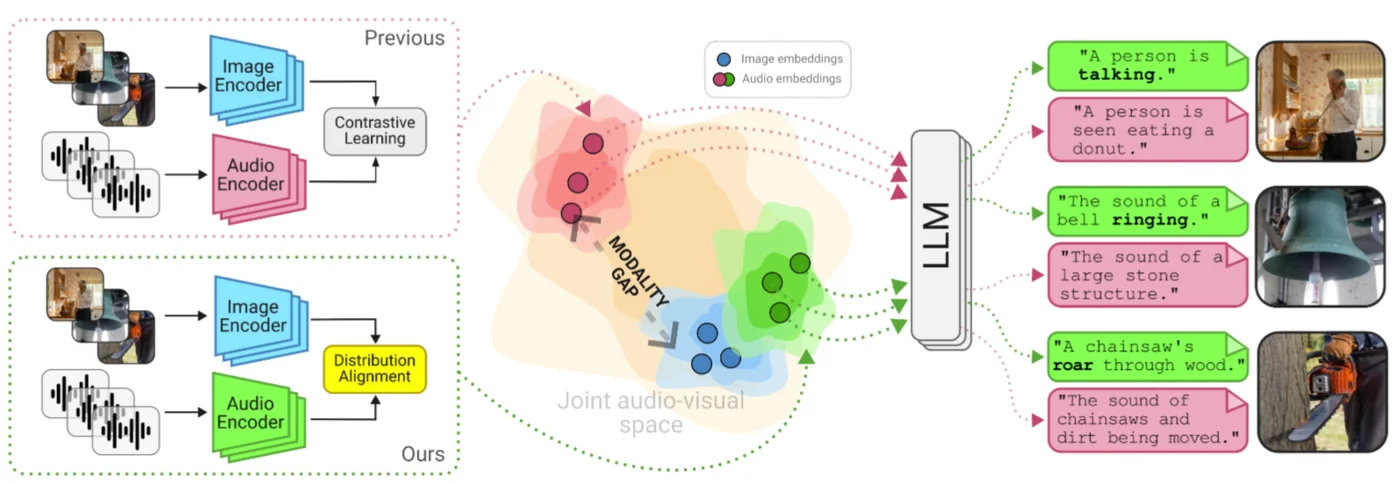 Previous
Image
Encoder
Audio
Encoder
Contrastive
Learning
Image
Encoder
Audio
Encoder
Distribution
Alignment
Ours
Image embeddings
Audio embeddings
MODALITY
GAP
Joint audio-visual
space
LLM
"A person is
talking."
"A person is
seen eating a
donut."
"The sound of a
bell ringing."
"The sound of a
large stone
structure."
"A chainsaw's
roar through wood."
"The sound of
chainsaws and
dirt being moved."